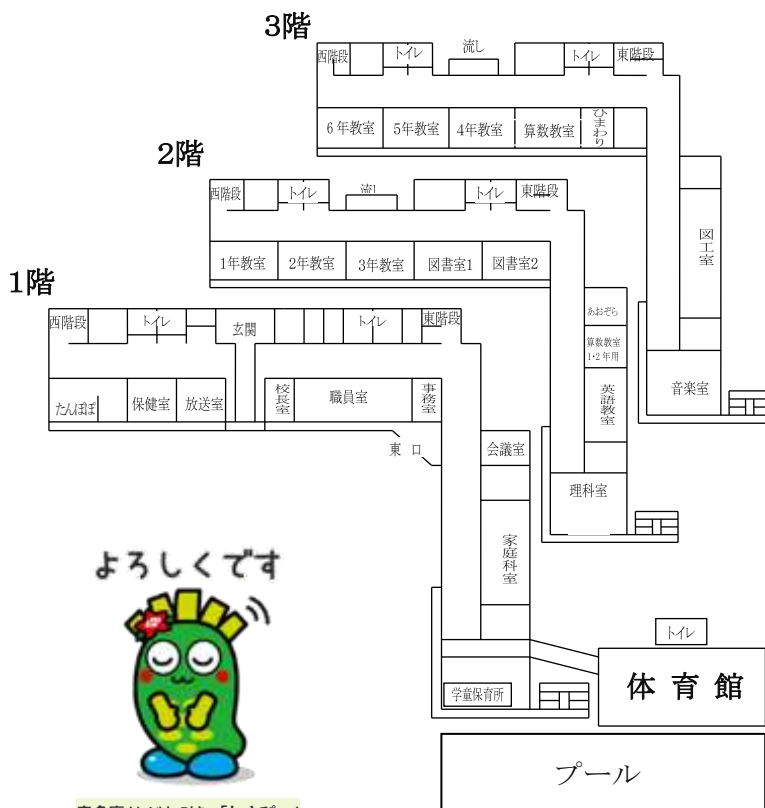 3階
西階段
トイレ
流し
トイレ
東階段
6年教室
5年教室
4年教室
算数教室
ひまわり
図工室
音楽室
2階
西階段
トイレ
流し
トイレ
東階段
1年教室
2年教室
3年教室
図書室1
図書室2
あおぞら
算数教室
1・2年用
英語教室
理科室
1階
西階段
トイレ
玄関
トイレ
東階段
たんぽぽ
保健室
放送室
校長室
職員室
事務室
東口
会議室
家庭科室
学童保育所
トイレ
体育館
プール
よろしくです